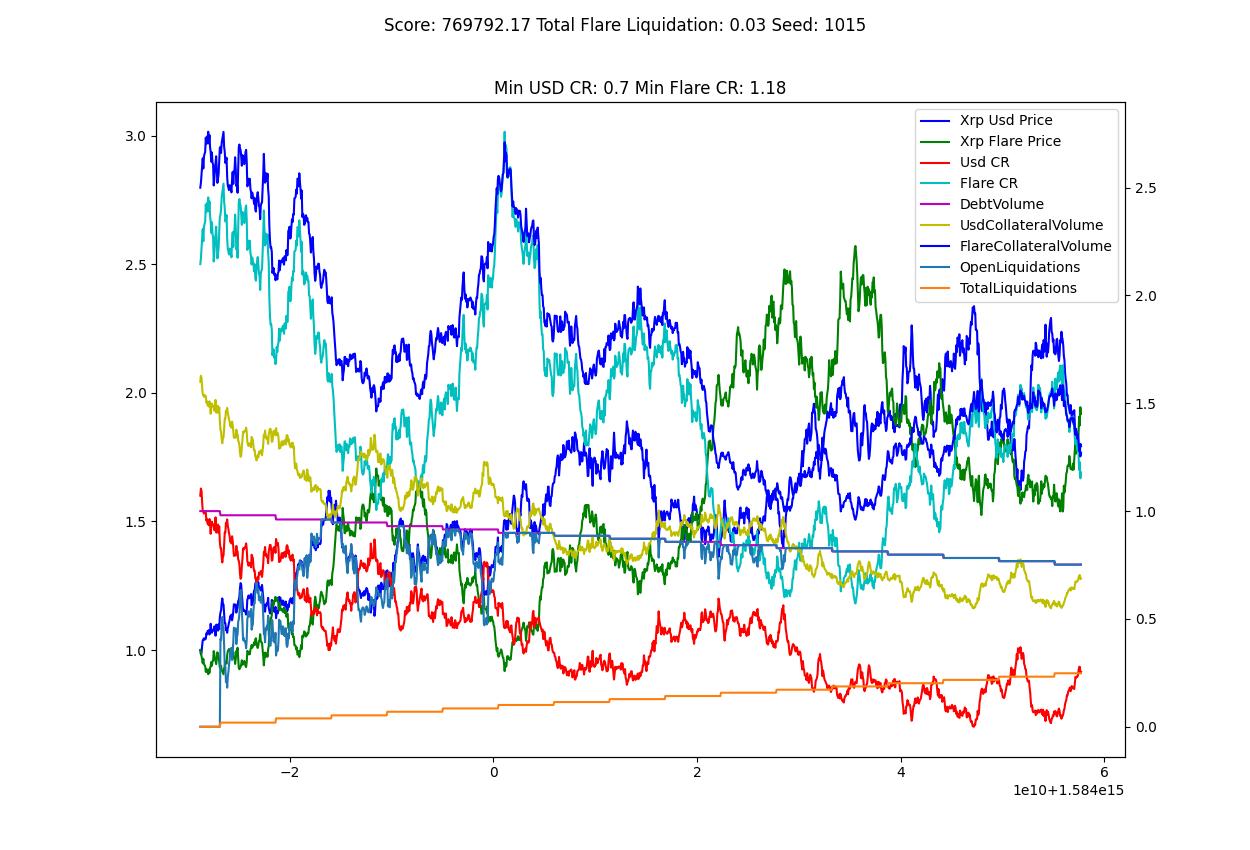 Score: 769792.17 Total Flare Liquidation: 0.03 Seed: 1015
Min USD CR: 0.7 Min Flare CR: 1.18
Xrp Usd Price
Xrp Flare Price
Usd CR
Flare CR
DebtVolume
UsdCollateralVolume
FlareCollateralVolume
OpenLiquidations
TotalLiquidations
3.0
2.5
2.0
1.5
1.0
2.5
2.0
1.5
1.0
0.5
0.0
−2 0 2 4 6
1e10+1.584e15